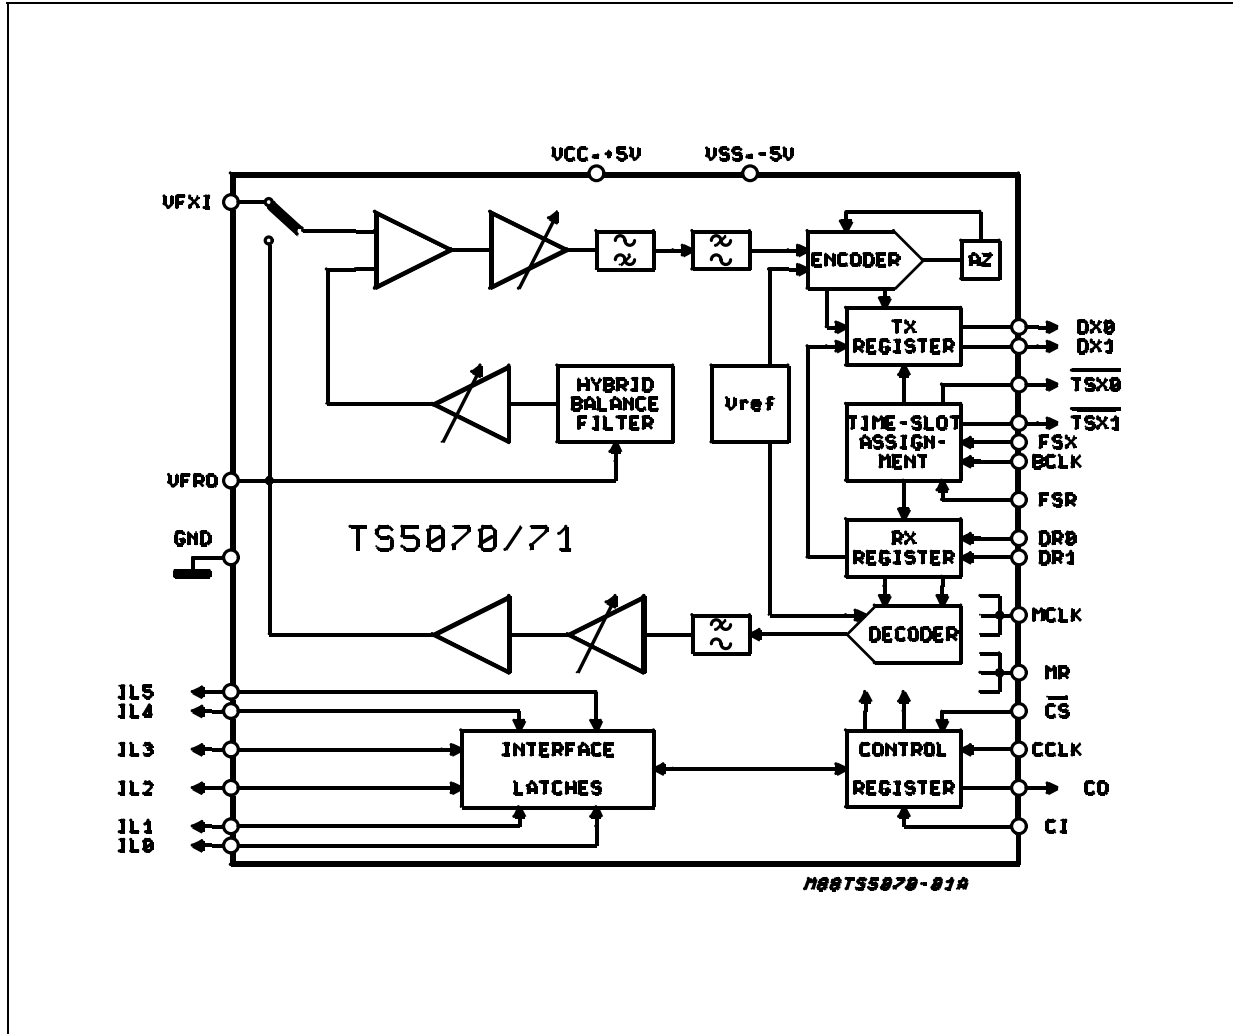 VCC=+5V
VSS=-5V
VFXI
ENCODER
AZ
TX
REGISTER
DX0
DX1
TSX0
TSX1
HYBRID
BALANCE
FILTER
Vref
TIME-SLOT
ASSIGN-
MENT
FSX
BCLK
FSR
VFRO
GND
TS5070/71
RX
REGISTER
DR0
DR1
DECODER
MCLK
MR
CS
IL5
IL4
IL3
IL2
IL1
IL0
INTERFACE
LATCHES
CONTROL
REGISTER
CCLK
CO
CI
M88TS5070-01A